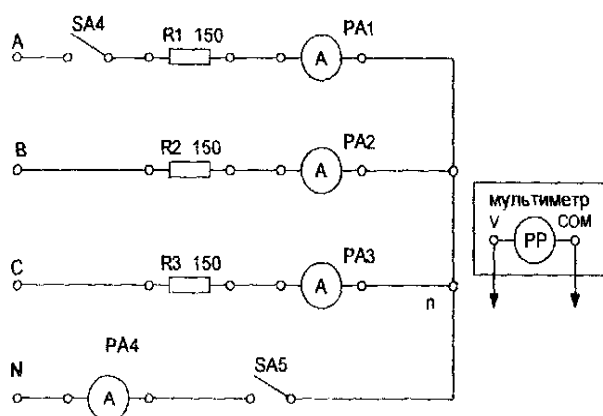 A SA4 R1 150 A PA1
B R2 150 A PA2
C R3 150 A PA3
n
N PA4 A SA5
мультиметр
V PP COM